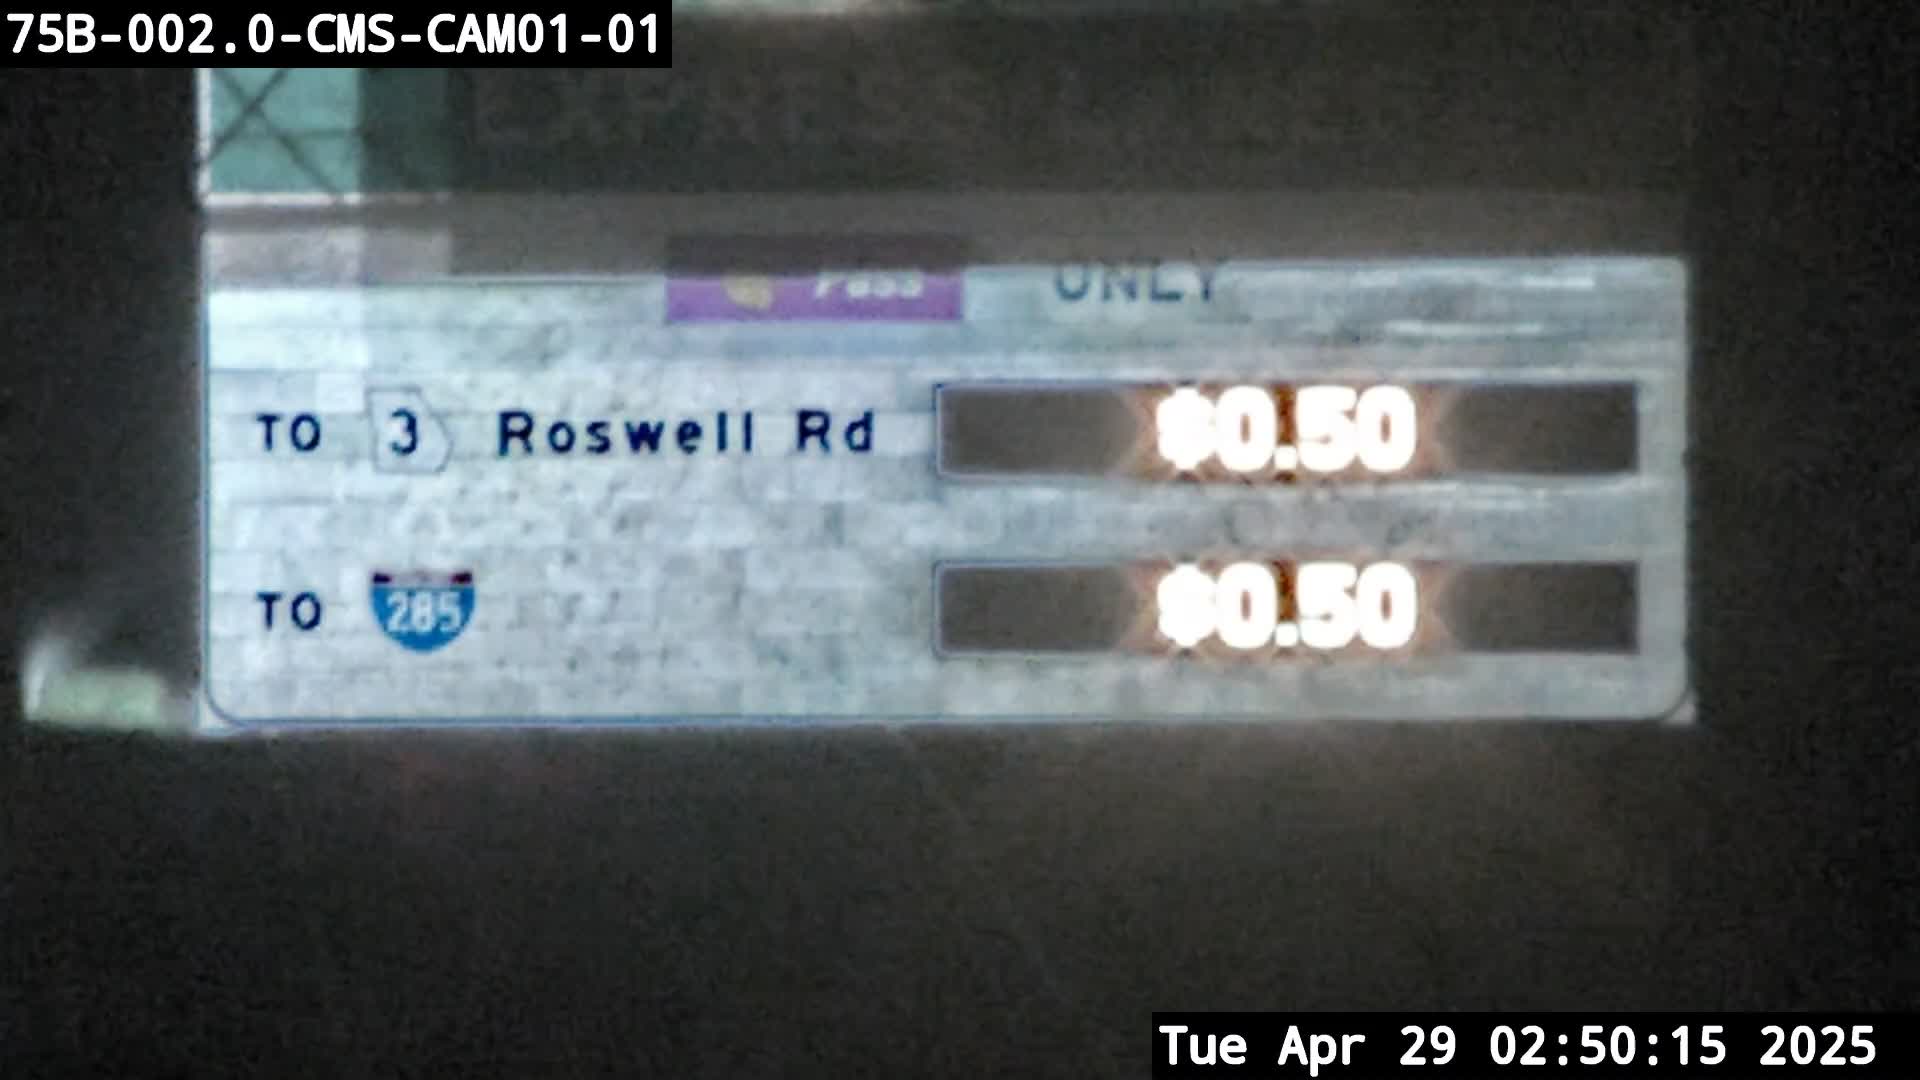 75B-002.0-CMS-CAM01-01
Pass ONLY
TO 3 Roswell Rd $0.50
TO 285 $0.50
Tue Apr 29 02:50:15 2025